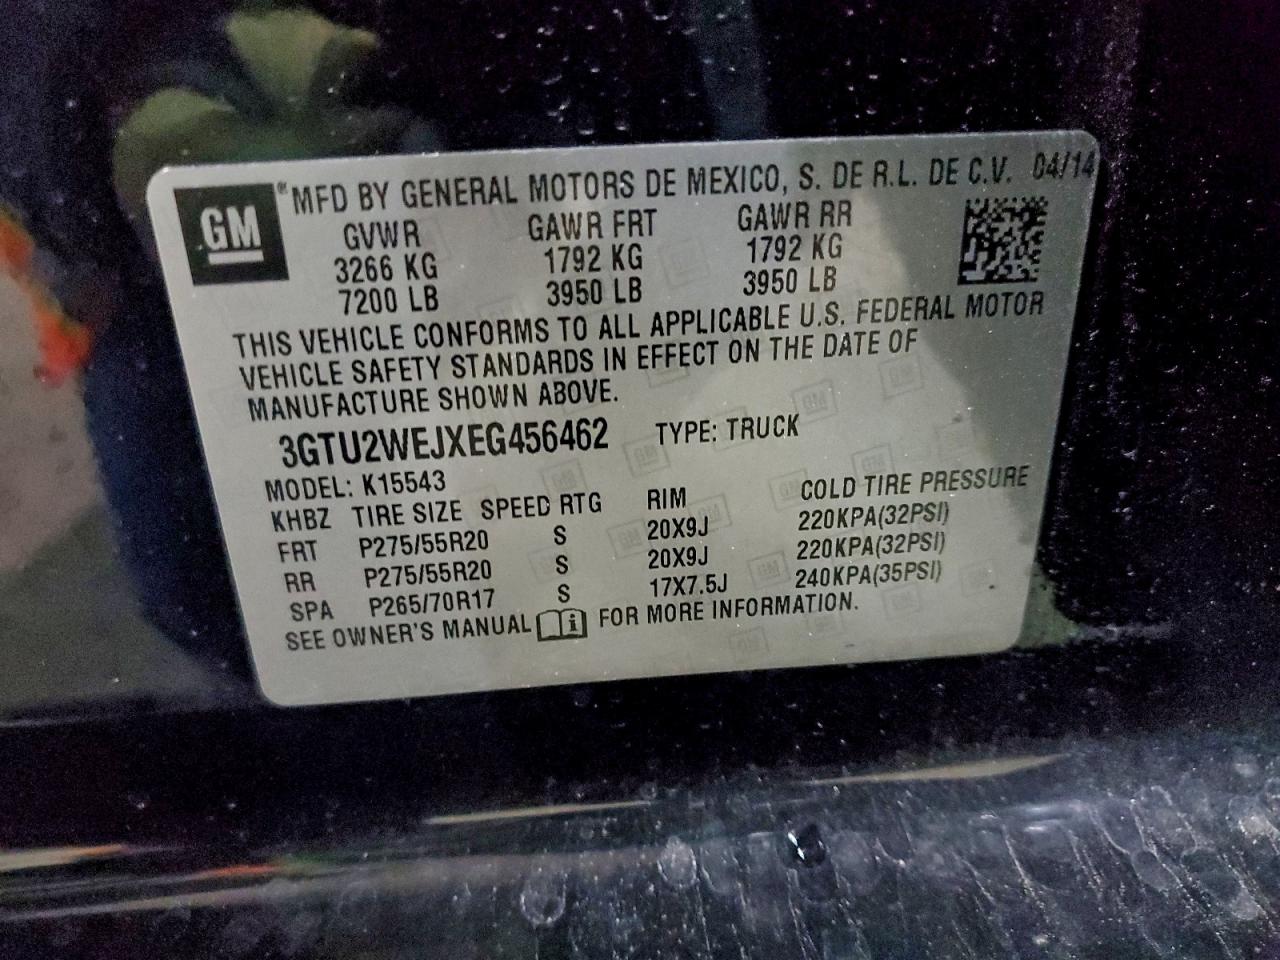 GM ® MFD BY GENERAL MOTORS DE MEXICO, S. DE R.L. DE C.V. 04/14
GVWR GAWR FRT GAWR RR
3266 KG 1792 KG 1792 KG
7200 LB 3950 LB 3950 LB
THIS VEHICLE CONFORMS TO ALL APPLICABLE U.S. FEDERAL MOTOR
VEHICLE SAFETY STANDARDS IN EFFECT ON THE DATE OF
MANUFACTURE SHOWN ABOVE.
3GTU2WEJXEG456462 TYPE: TRUCK
MODEL: K15543
KHBZ TIRE SIZE SPEED RTG RIM COLD TIRE PRESSURE
FRT P275/55R20 S 20X9J 220KPA(32PSI)
RR P275/55R20 S 20X9J 220KPA(32PSI)
SPA P265/70R17 S 17X7.5J 240KPA(35PSI)
SEE OWNER'S MANUAL i FOR MORE INFORMATION.